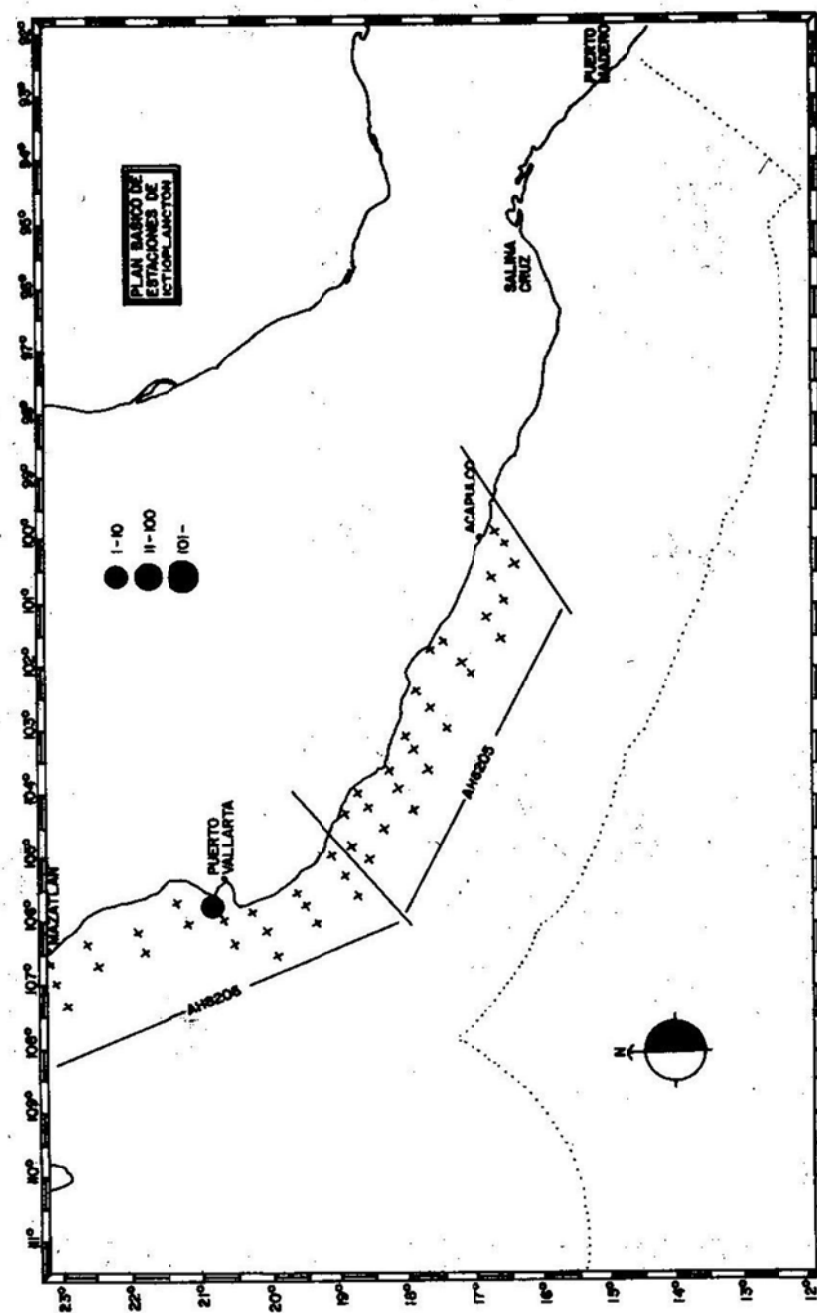 PLAN BASICO DE
ESTACIONES DE
ICTIOPLANCTON
1-10
11-100
101-
MAZATLAN
PUERTO
VALLARTA
ACAPULCO
SALINA
CRUZ
PUERTO
MADERO
AH8206
AH8205
N
111° 110° 109° 108° 107° 106° 105° 104° 103° 102° 101° 100° 99° 98° 97° 96° 95° 94° 93° 92°
23°
22°
21°
20°
19°
18°
17°
16°
15°
14°
13°
12°